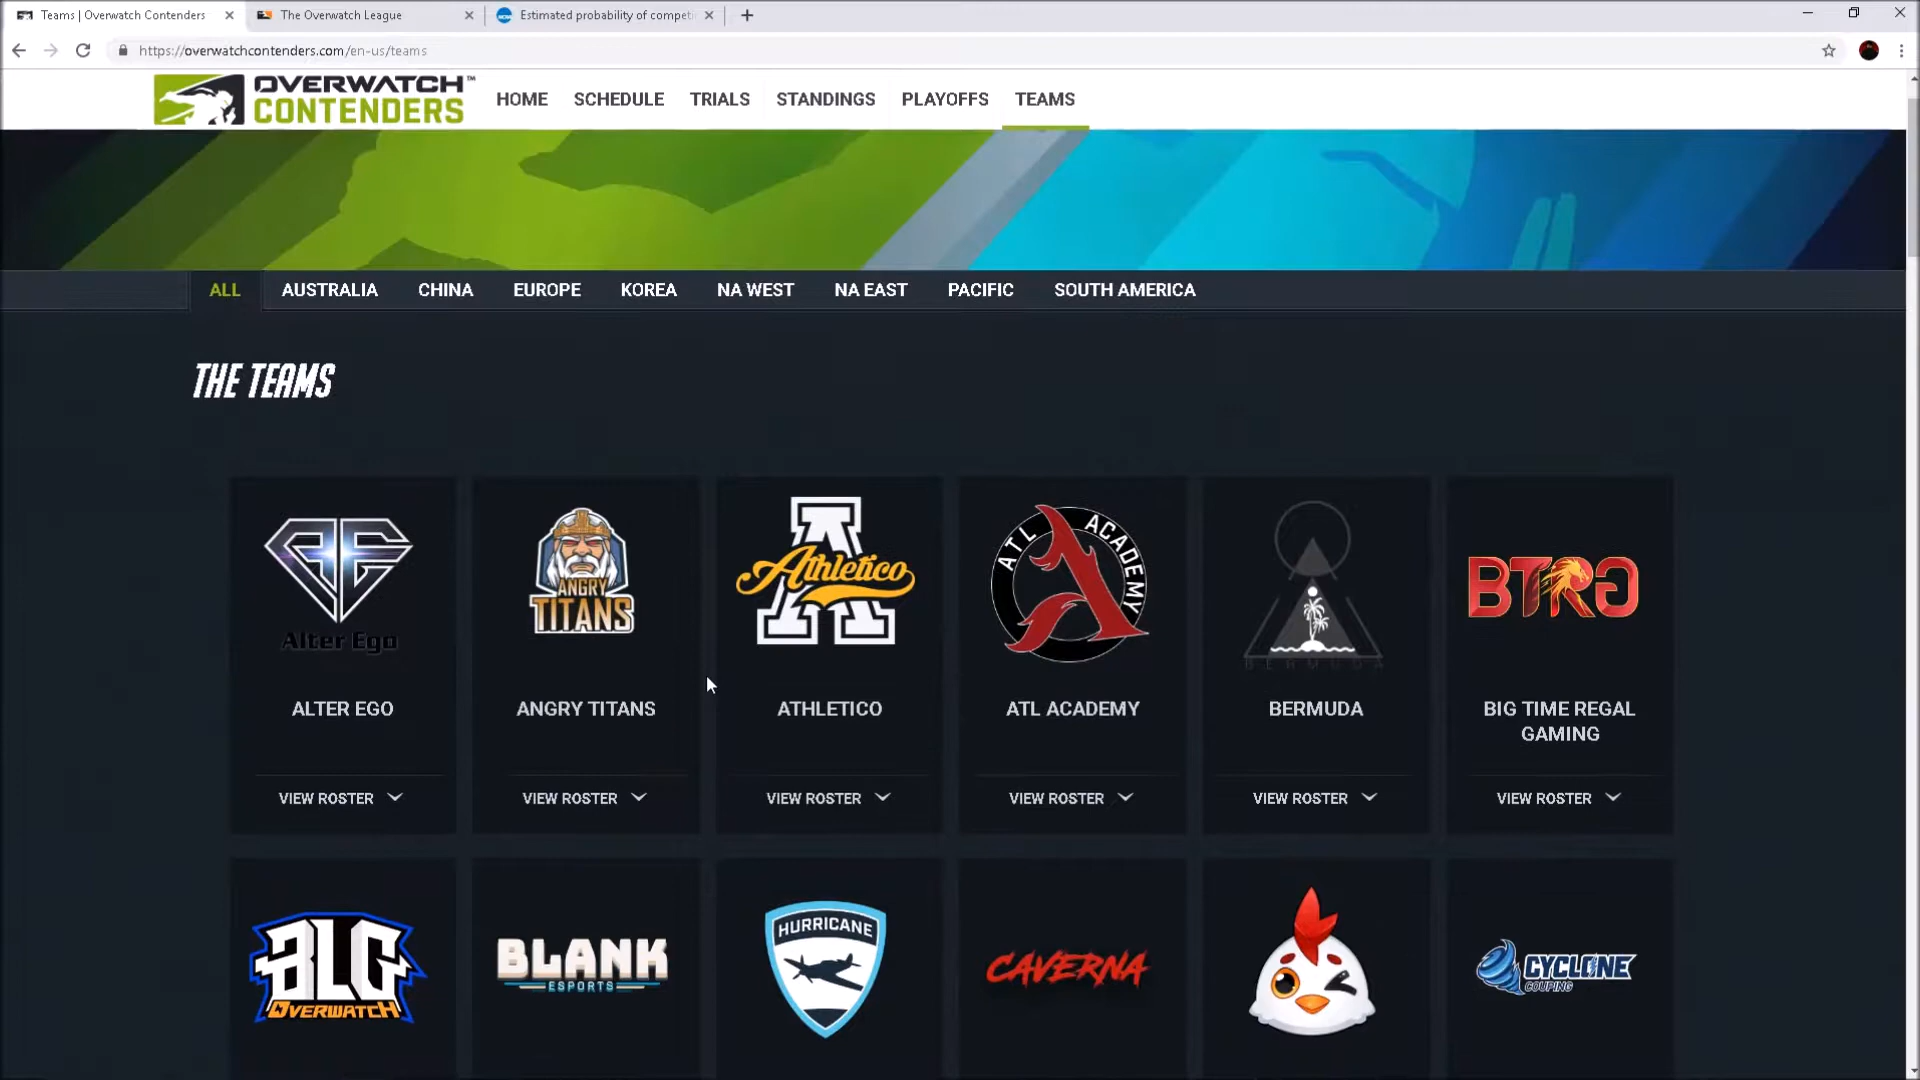 Teams | Overwatch Contenders
The Overwatch League
Estimated probability of competi
https://overwatchcontenders.com/en-us/teams
OVERWATCH™
CONTENDERS
HOME SCHEDULE TRIALS STANDINGS PLAYOFFS TEAMS
ALL AUSTRALIA CHINA EUROPE KOREA NA WEST NA EAST PACIFIC SOUTH AMERICA
THE TEAMS
AE
Alter Ego
ANGRY
TITANS
A
Athletico
ATL ACADEMY
A
BERMUDA
BTRG
ALTER EGO
ANGRY TITANS
ATHLETICO
ATL ACADEMY
BERMUDA
BIG TIME REGAL
GAMING
VIEW ROSTER
VIEW ROSTER
VIEW ROSTER
VIEW ROSTER
VIEW ROSTER
VIEW ROSTER
BLG
OVERWATCH
BLANK
ESPORTS
HURRICANE
CAVERNA
CYCLONE
COUPING